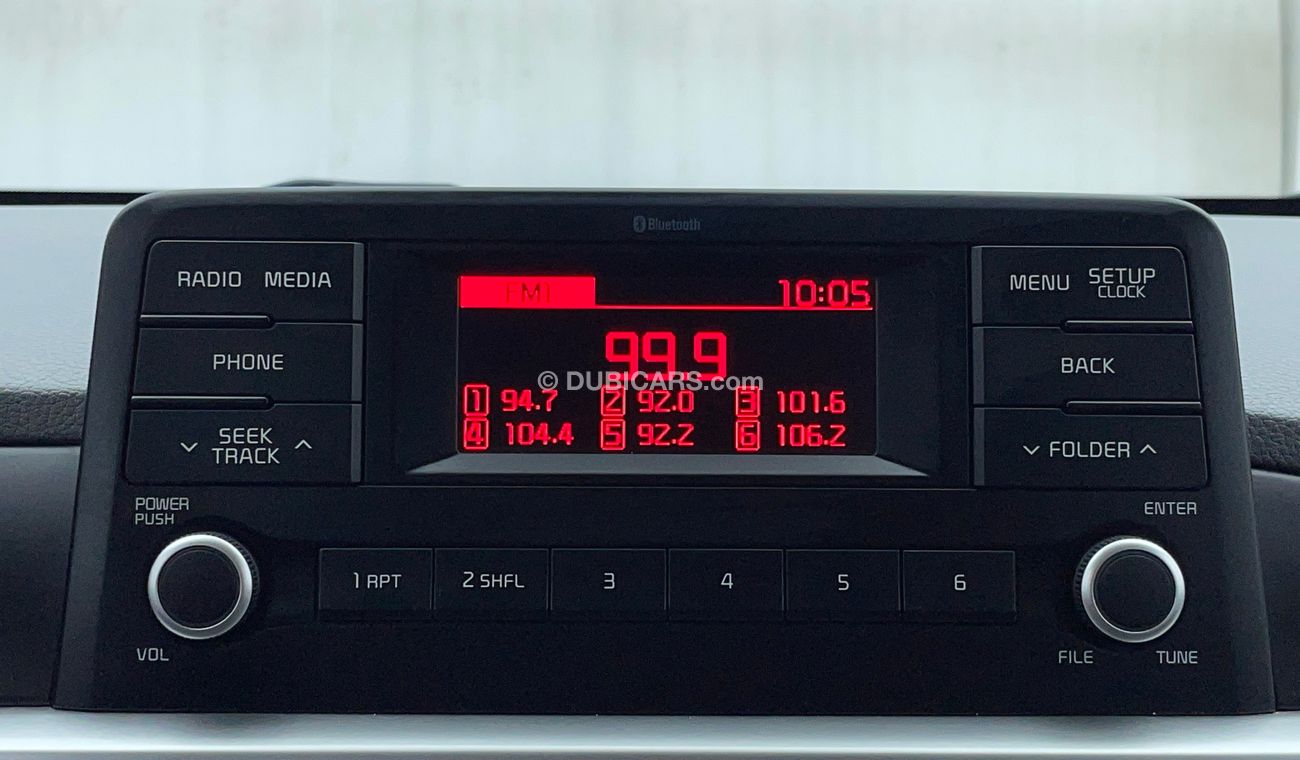 Bluetooth
RADIO MEDIA
MENU SETUP
CLOCK
FM1 10:05
PHONE
BACK
99.9
© DUBICARS.com
1 94.7 2 92.0 3 101.6
4 104.4 5 92.2 6 106.2
SEEK
TRACK
FOLDER
POWER
PUSH
ENTER
1 RPT 2 SHFL 3 4 5 6
VOL
FILE TUNE